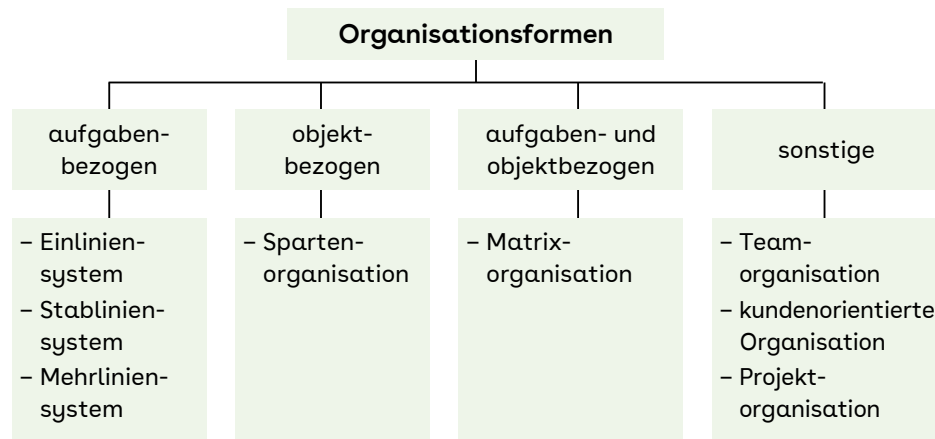 Organisationsformen
aufgaben-
bezogen
objekt-
bezogen
aufgaben- und
objektbezogen
sonstige
– Einlinien-
system
– Stablinien-
system
– Mehrlinien-
system
– Sparten-
organisation
– Matrix-
organisation
– Team-
organisation
– kundenorientierte
Organisation
– Projekt-
organisation